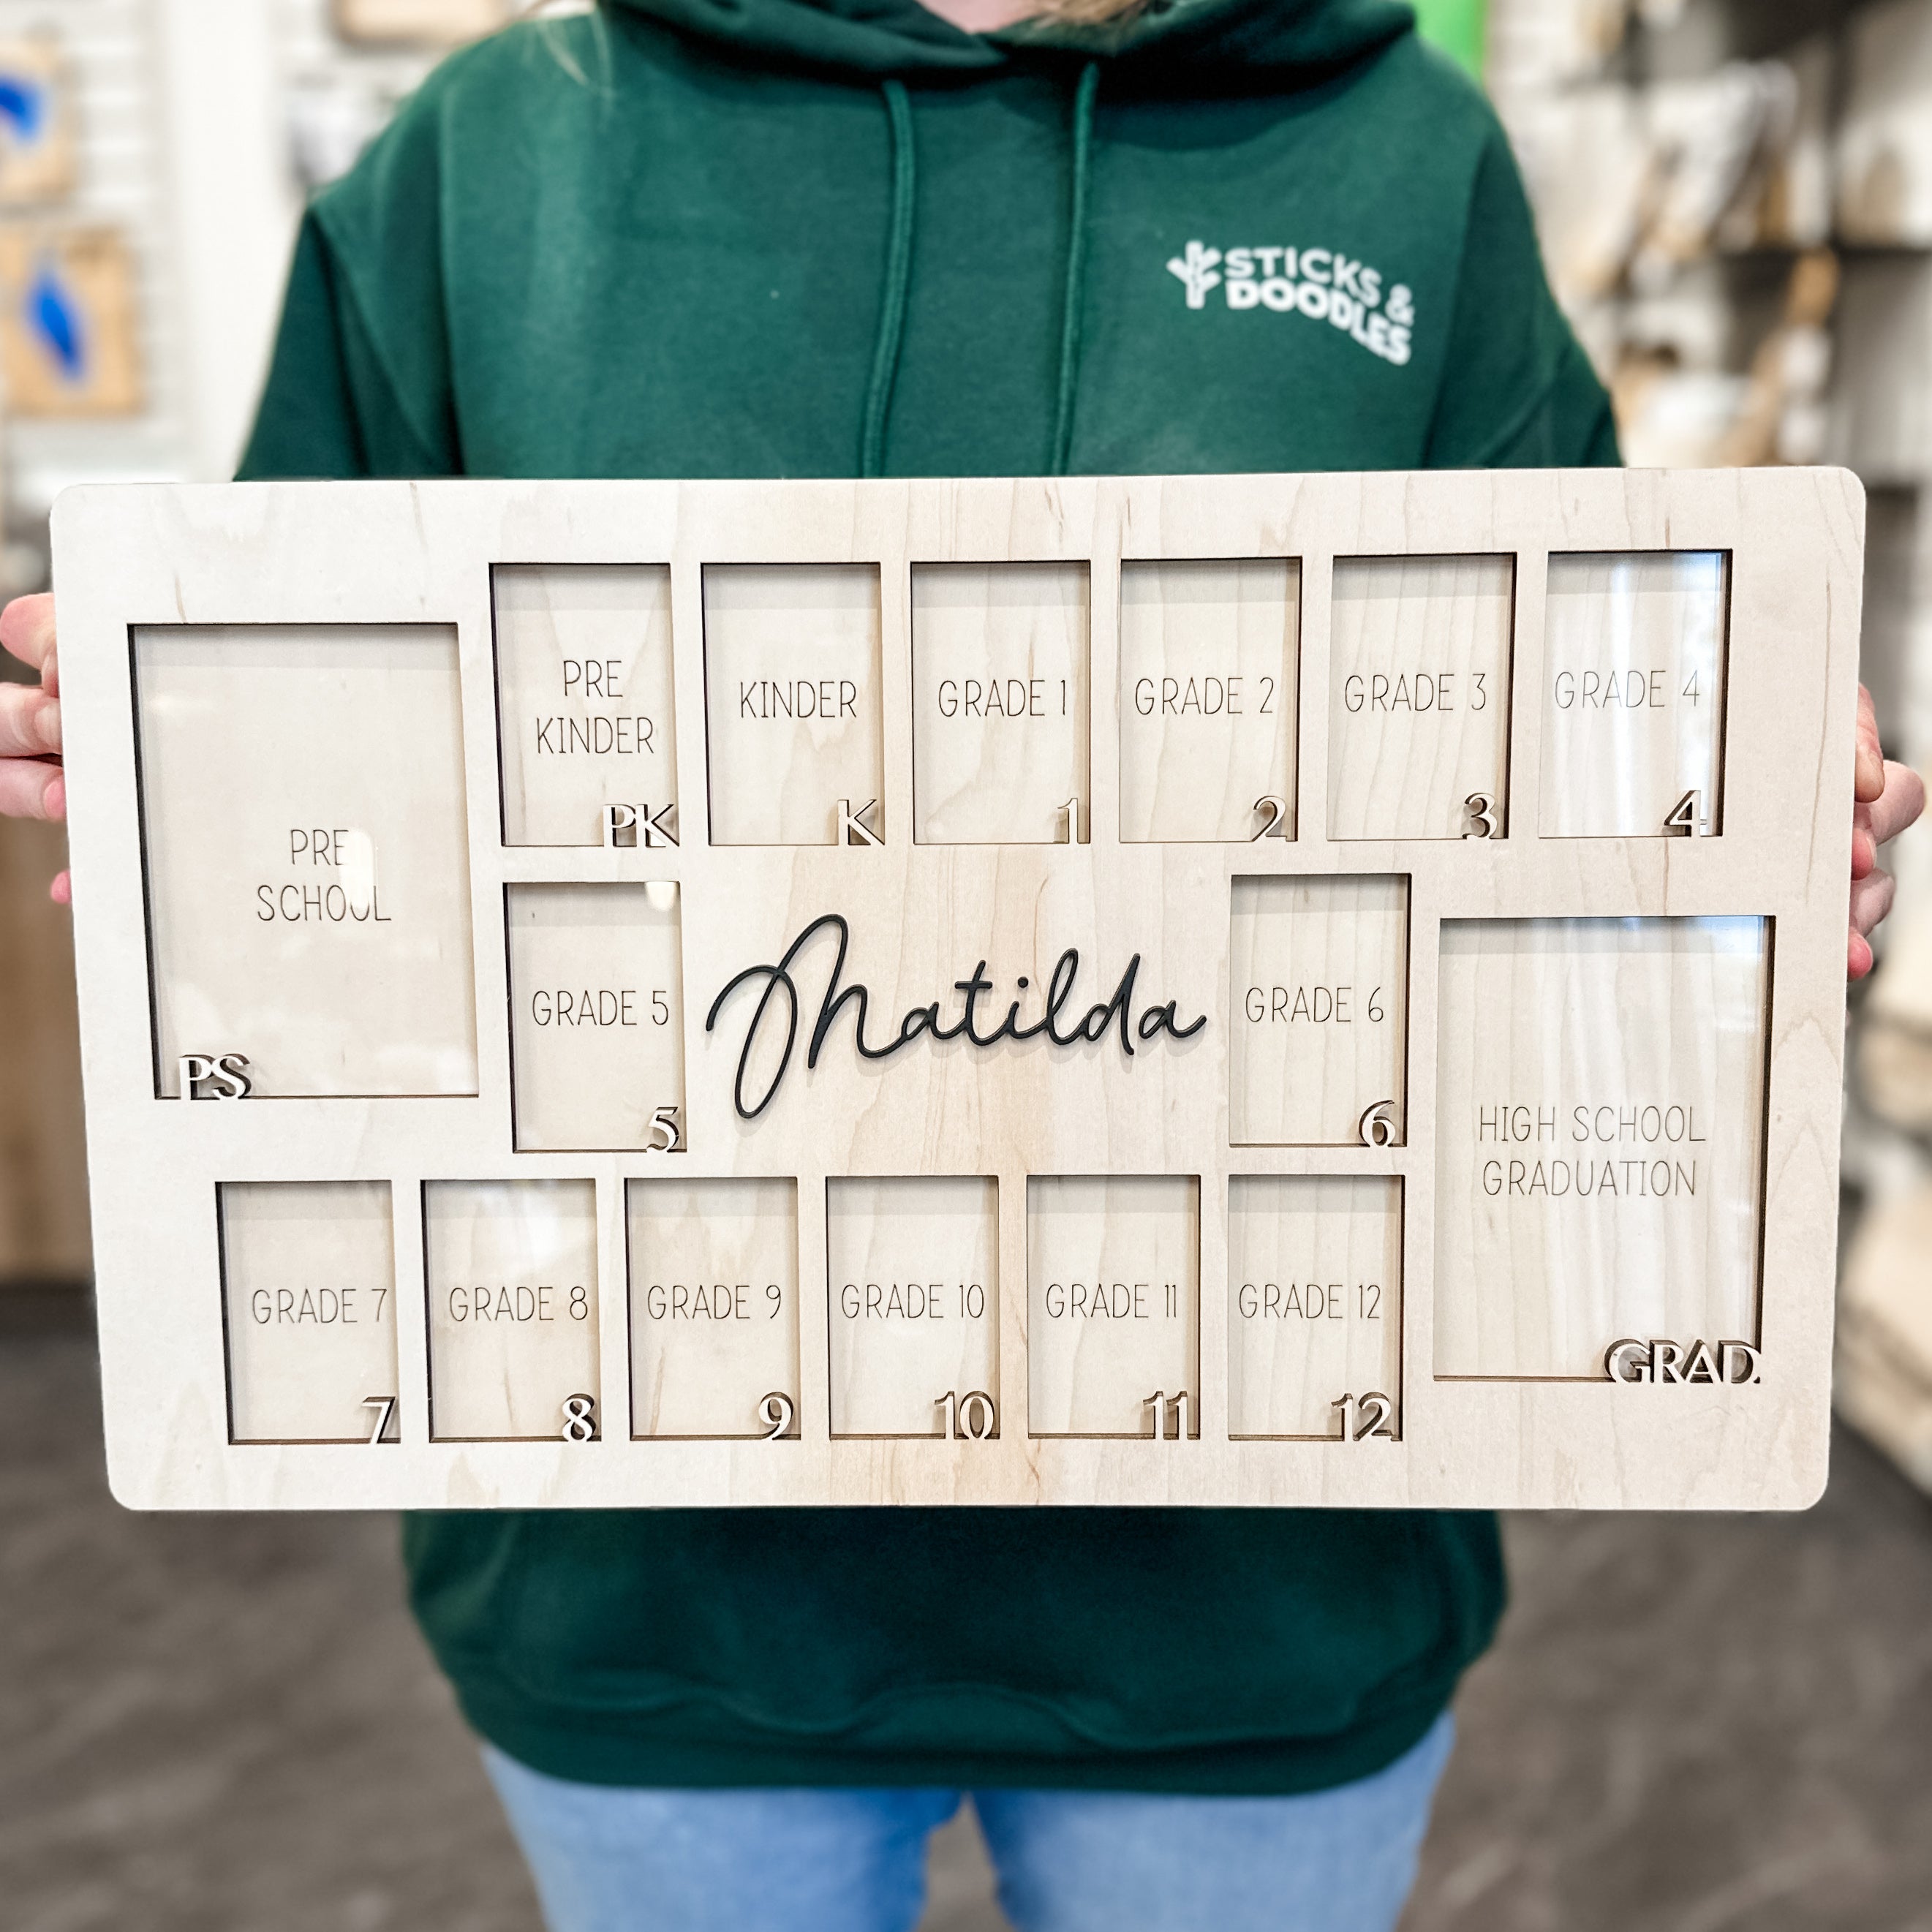 STICKS &
DOODLES
PRE
SCHOOL
PS
PRE
KINDER
PK
KINDER
K
GRADE 1
1
GRADE 2
2
GRADE 3
3
GRADE 4
4
GRADE 5
5
Matilda
GRADE 6
6
HIGH SCHOOL
GRADUATION
GRAD.
GRADE 7
7
GRADE 8
8
GRADE 9
9
GRADE 10
10
GRADE 11
11
GRADE 12
12